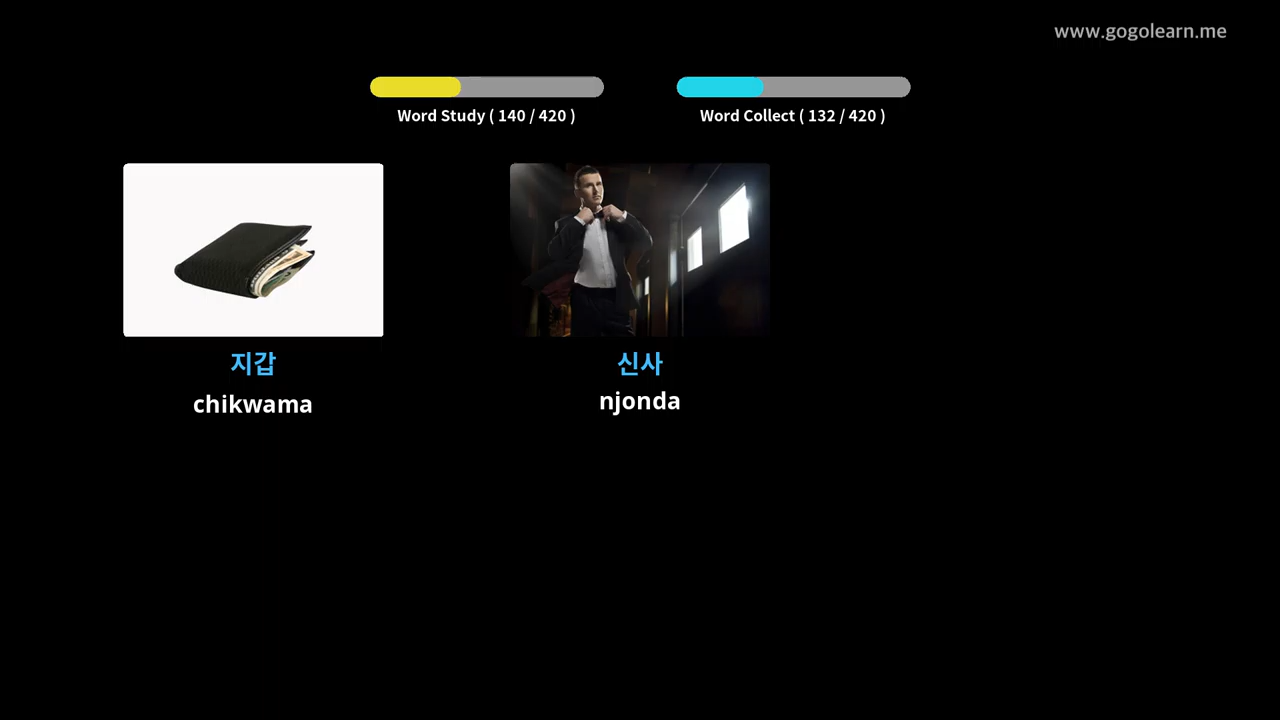 www.gogolearn.me
Word Study ( 140 / 420 )
Word Collect ( 132 / 420 )
지갑
chikwama
신사
njonda